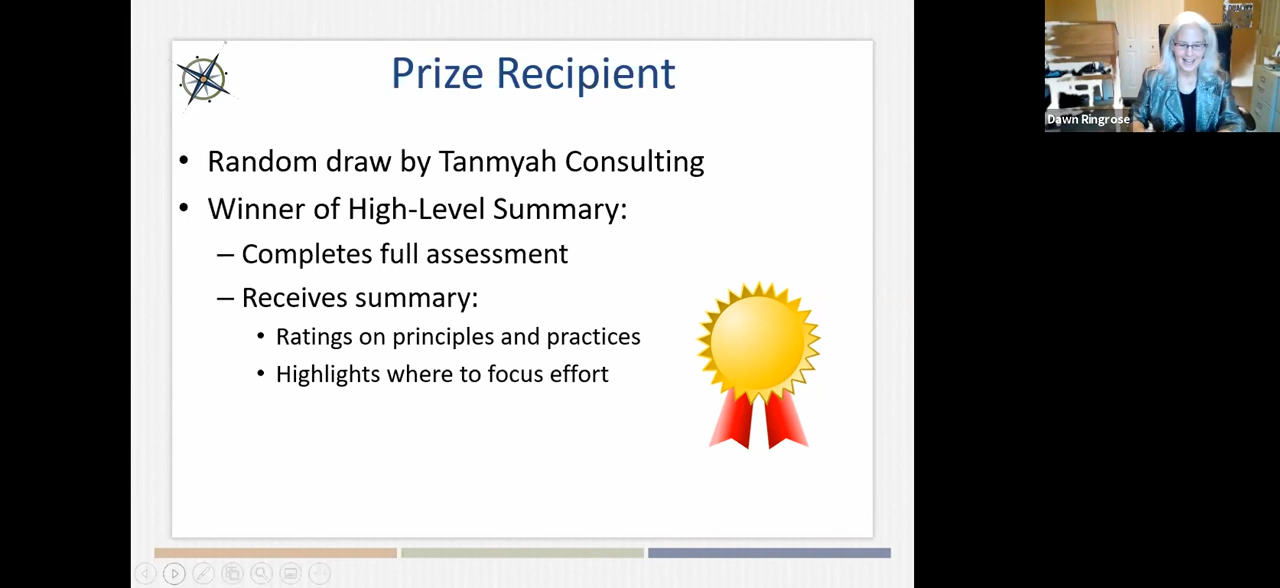 Prize Recipient
• Random draw by Tanmyah Consulting
• Winner of High-Level Summary:
– Completes full assessment
– Receives summary:
• Ratings on principles and practices
• Highlights where to focus effort
Dawn Ringrose